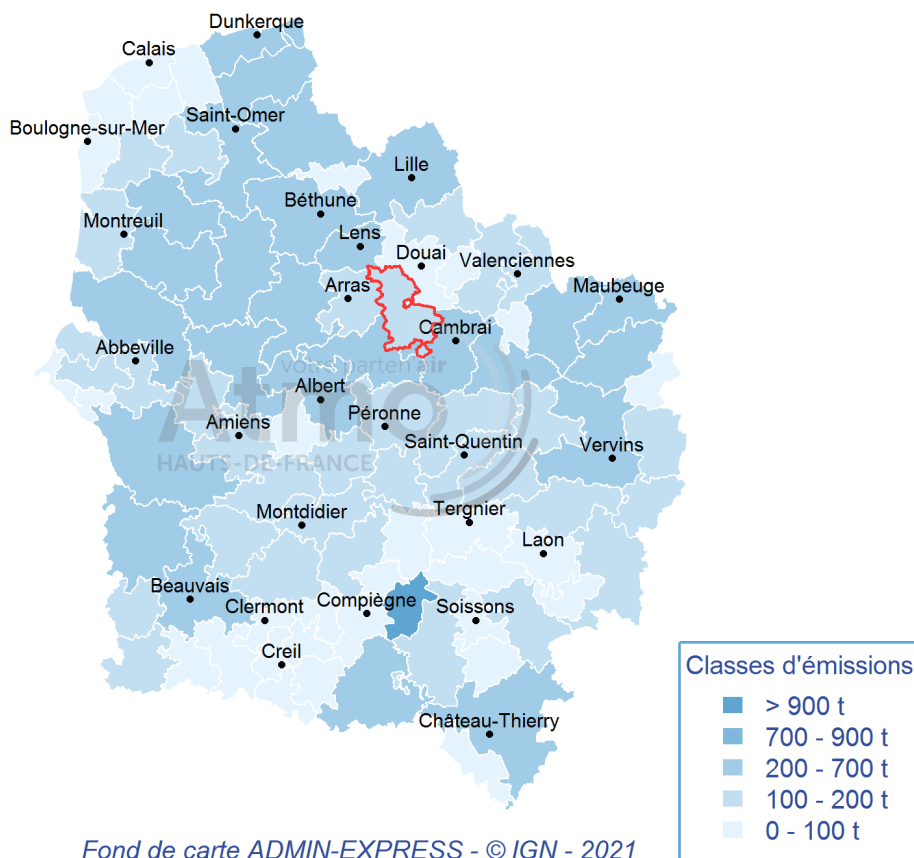 Dunkerque
Calais
Saint-Omer
Boulogne-sur-Mer
Lille
Béthune
Montreuil
Lens
Douai
Valenciennes
Arras
Maubeuge
Cambrai
Abbeville
votre parten'air
Atmo
HAUTS-DE-FRANCE
Albert
Péronne
Amiens
Saint-Quentin
Vervins
Montdidier
Tergnier
Laon
Beauvais
Clermont
Compiègne
Soissons
Creil
Château-Thierry
Classes d'émissions
> 900 t
700 - 900 t
200 - 700 t
100 - 200 t
0 - 100 t
Fond de carte ADMIN-EXPRESS - © IGN - 2021